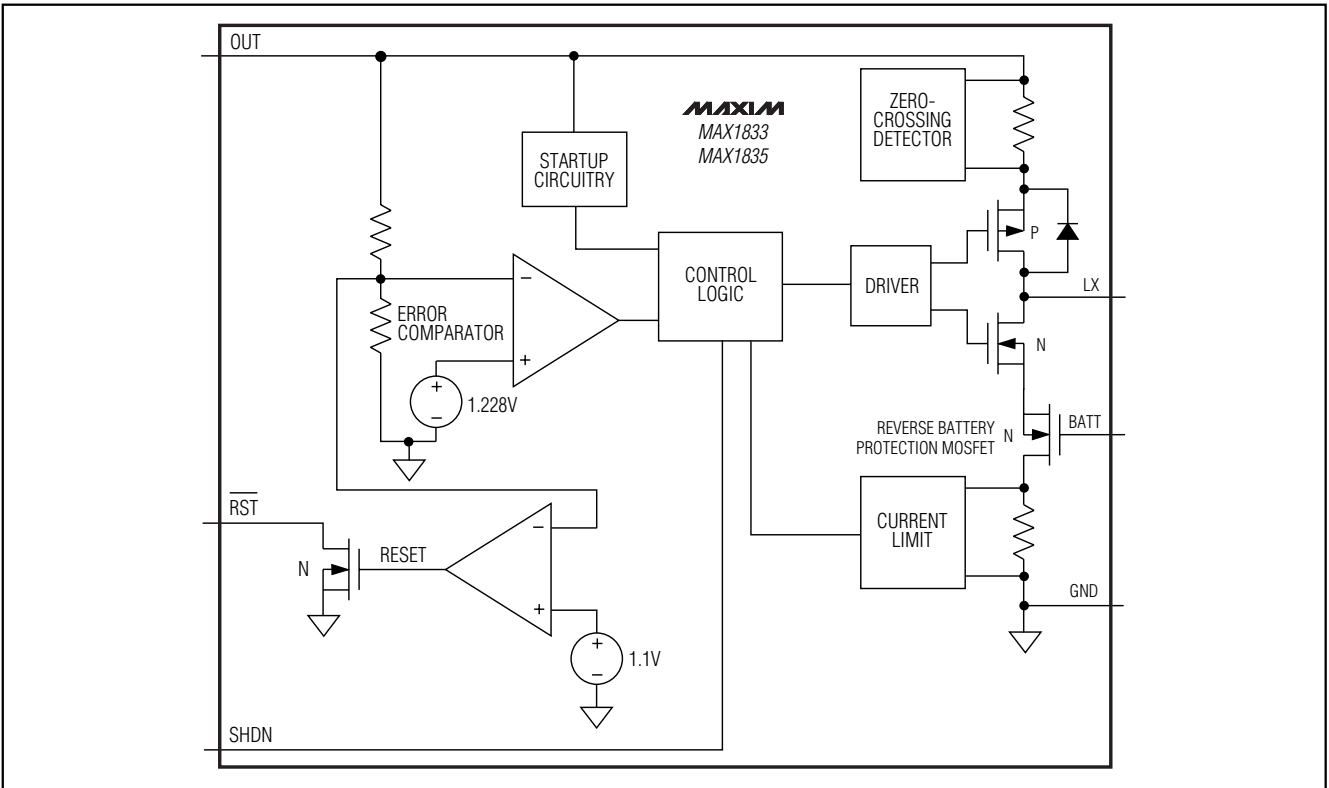 OUT
MAXIM
MAX1833
MAX1835
ZERO-
CROSSING
DETECTOR
STARTUP
CIRCUITRY
P
CONTROL
LOGIC
DRIVER
LX
−
ERROR
COMPARATOR
+
N
+
−
1.228V
REVERSE BATTERY
PROTECTION MOSFET
N
BATT
RST
CURRENT
LIMIT
−
N
RESET
+
GND
+
−
1.1V
SHDN